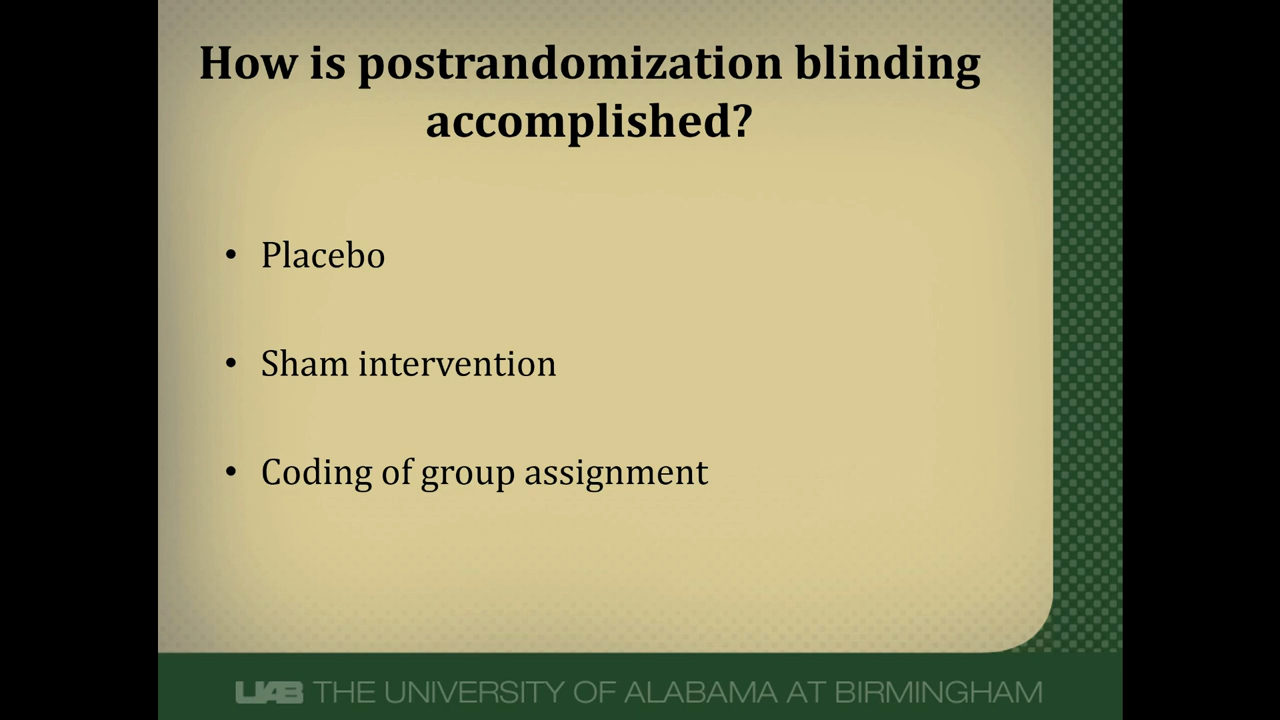 How is postrandomization blinding
accomplished?
• Placebo
• Sham intervention
• Coding of group assignment
UAB THE UNIVERSITY OF ALABAMA AT BIRMINGHAM